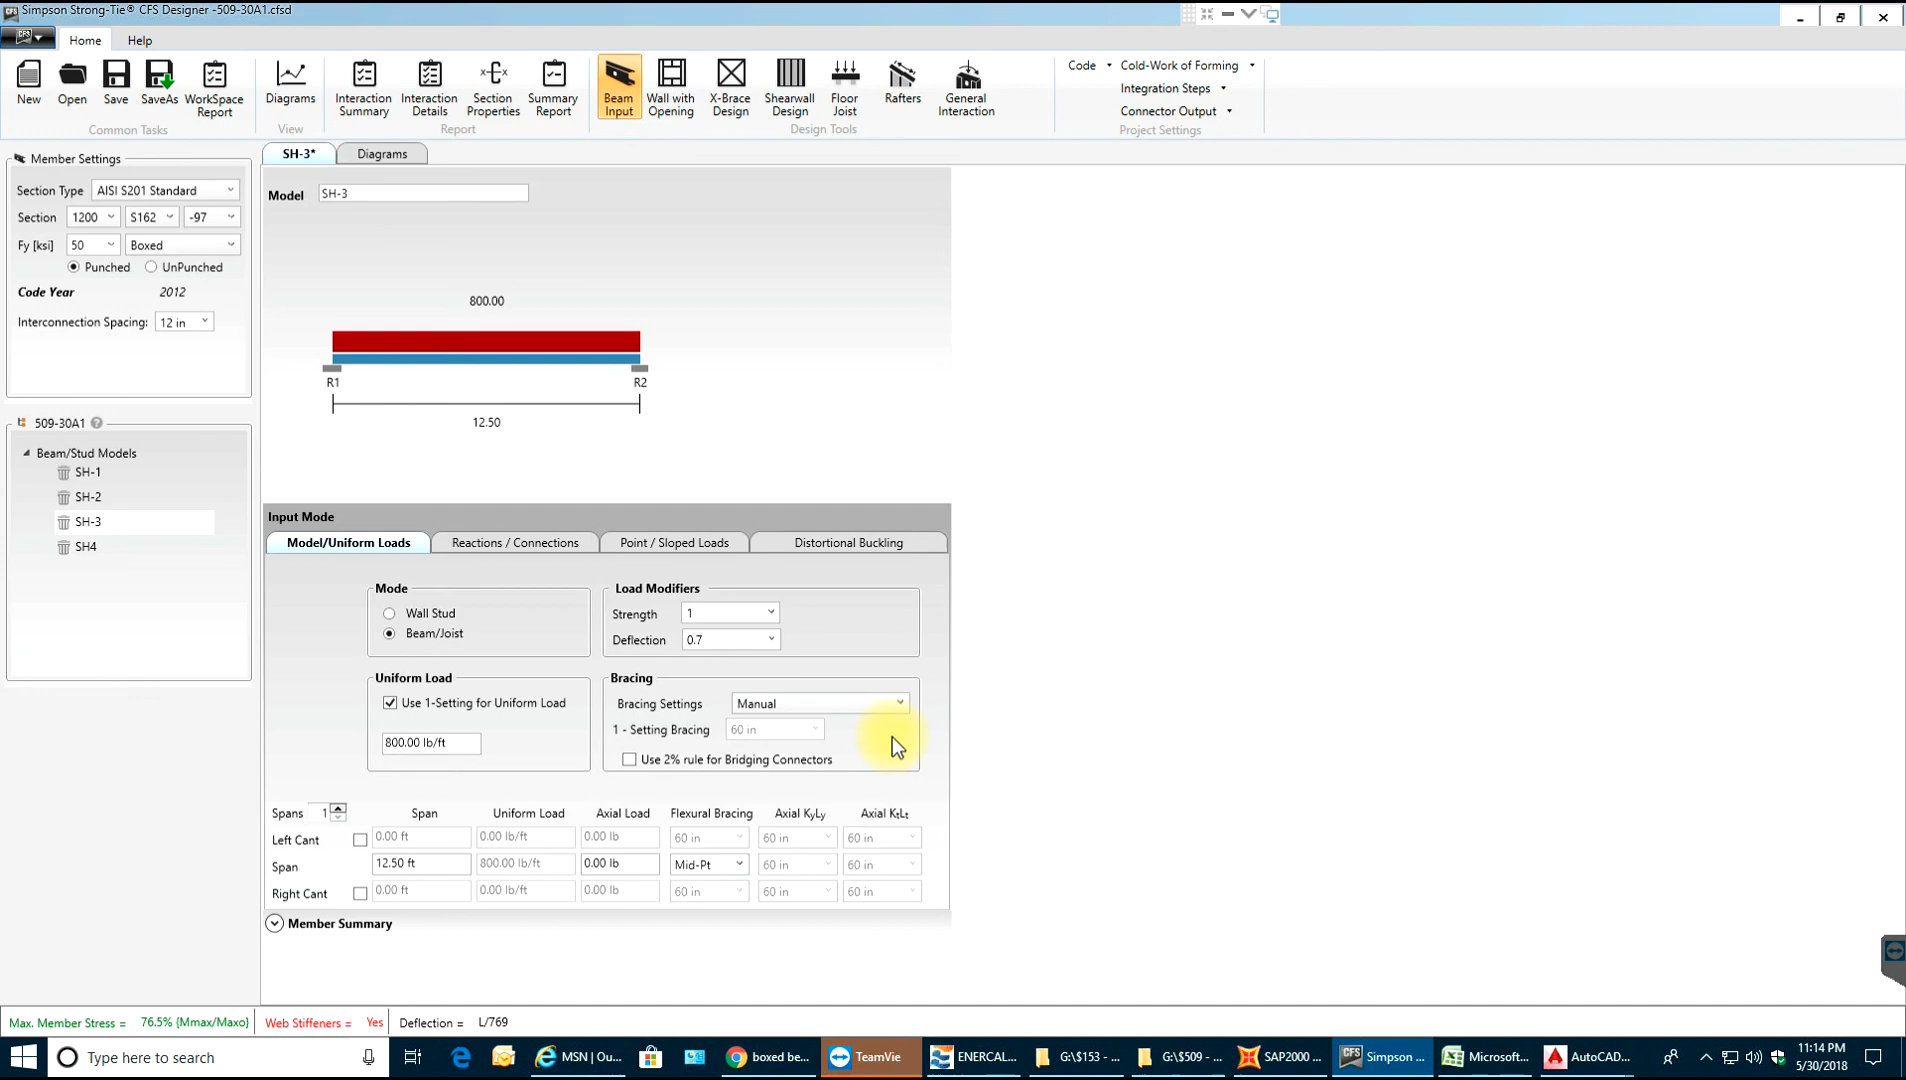 Simpson Strong-Tie® CFS Designer -509-30A1.cfsd
Home Help
New Open Save SaveAs WorkSpace Report
Common Tasks
Diagrams
View
Interaction Summary Interaction Details Section Properties Summary Report
Report
Beam Input Wall with Opening X-Brace Design Shearwall Design Floor Joist Rafters General Interaction
Design Tools
Code Cold-Work of Forming
Integration Steps
Connector Output
Project Settings
Member Settings
Section Type AISI S201 Standard
Section 1200 S162 -97
Fy [ksi] 50 Boxed
Punched UnPunched
Code Year 2012
Interconnection Spacing: 12 in
509-30A1
Beam/Stud Models
SH-1
SH-2
SH-3
SH4
SH-3* Diagrams
Model SH-3
800.00
R1 R2
12.50
Input Mode
Model/Uniform Loads Reactions / Connections Point / Sloped Loads Distortional Buckling
Mode
Wall Stud
Beam/Joist
Load Modifiers
Strength 1
Deflection 0.7
Uniform Load
Use 1-Setting for Uniform Load
800.00 lb/ft
Bracing
Bracing Settings Manual
1 - Setting Bracing 60 in
Use 2% rule for Bridging Connectors
Spans 1 Span Uniform Load Axial Load Flexural Bracing Axial KyLy Axial KtLt
Left Cant 0.00 ft 0.00 lb/ft 0.00 lb 60 in 60 in 60 in
Span 12.50 ft 800.00 lb/ft 0.00 lb Mid-Pt 60 in 60 in
Right Cant 0.00 ft 0.00 lb/ft 0.00 lb 60 in 60 in 60 in
Member Summary
Max. Member Stress = 76.5% (Mmax/Maxo) Web Stiffeners = Yes Deflection = L/769
Type here to search
MSN | Ou...
boxed be...
TeamVie
ENERCAL...
G:\$153 - ...
G:\$509 - ...
SAP2000 ...
CFS Simpson ...
Microsoft...
AutoCAD...
11:14 PM
5/30/2018